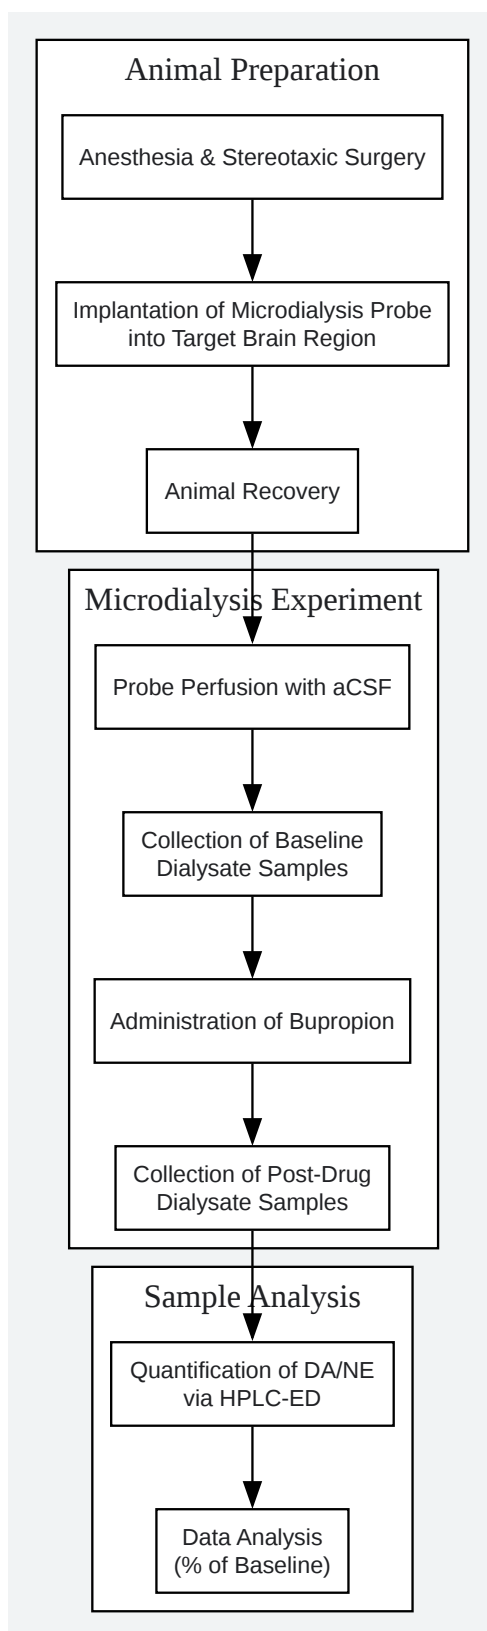 Animal Preparation
Anesthesia & Stereotaxic Surgery
Implantation of Microdialysis Probe
into Target Brain Region
Animal Recovery
Microdialysis Experiment
Probe Perfusion with aCSF
Collection of Baseline
Dialysate Samples
Administration of Bupropion
Collection of Post-Drug
Dialysate Samples
Sample Analysis
Quantification of DA/NE
via HPLC-ED
Data Analysis
(% of Baseline)